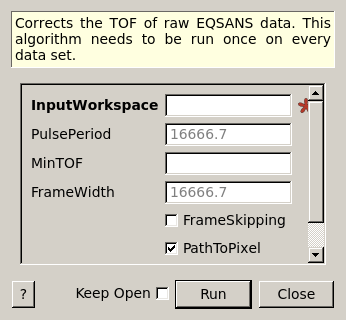 Corrects the TOF of raw EQSANS data. This
algorithm needs to be run once on every
data set.
InputWorkspace
PulsePeriod 16666.7
MinTOF
FrameWidth 16666.7
FrameSkipping
PathToPixel
? Keep Open Run Close